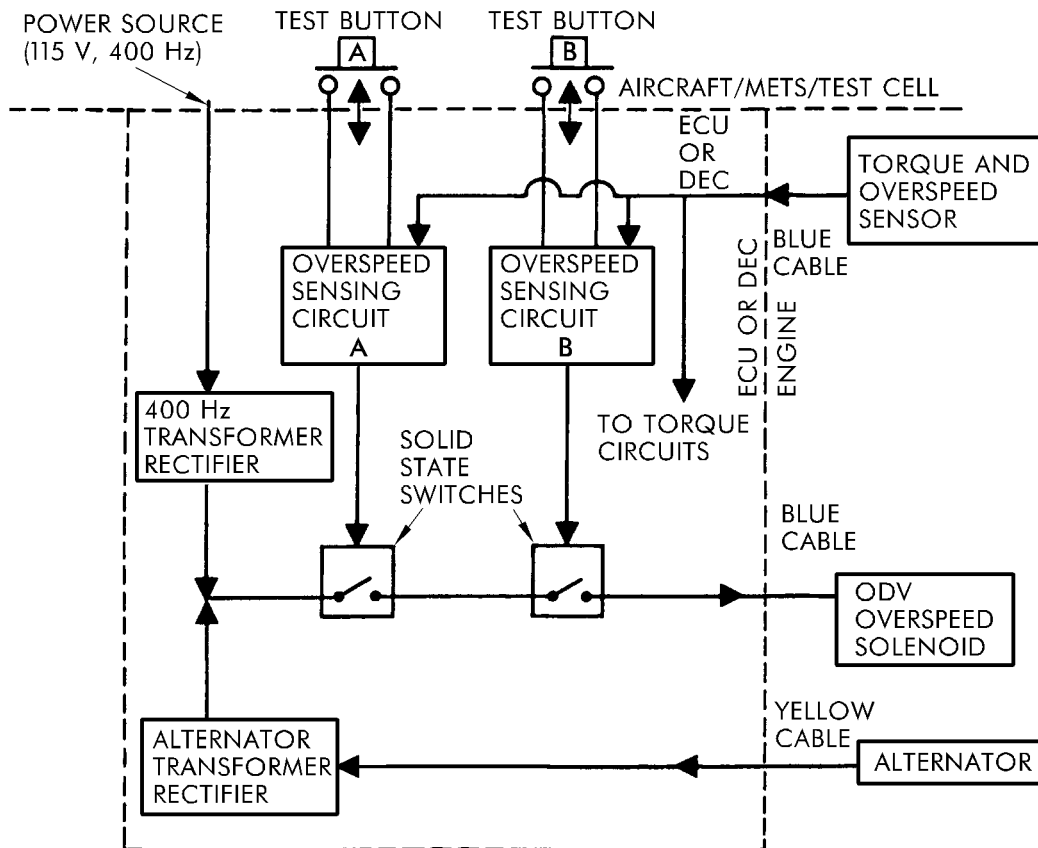 POWER SOURCE
(115 V, 400 Hz)
TEST BUTTON
A
TEST BUTTON
B
AIRCRAFT/METS/TEST CELL
ECU
OR
DEC
TORQUE AND
OVERSPEED
SENSOR
BLUE
CABLE
OVERSPEED
SENSING
CIRCUIT
A
OVERSPEED
SENSING
CIRCUIT
B
ECU OR DEC
ENGINE
TO TORQUE
CIRCUITS
400 Hz
TRANSFORMER
RECTIFIER
SOLID
STATE
SWITCHES
BLUE
CABLE
ODV
OVERSPEED
SOLENOID
ALTERNATOR
TRANSFORMER
RECTIFIER
YELLOW
CABLE
ALTERNATOR